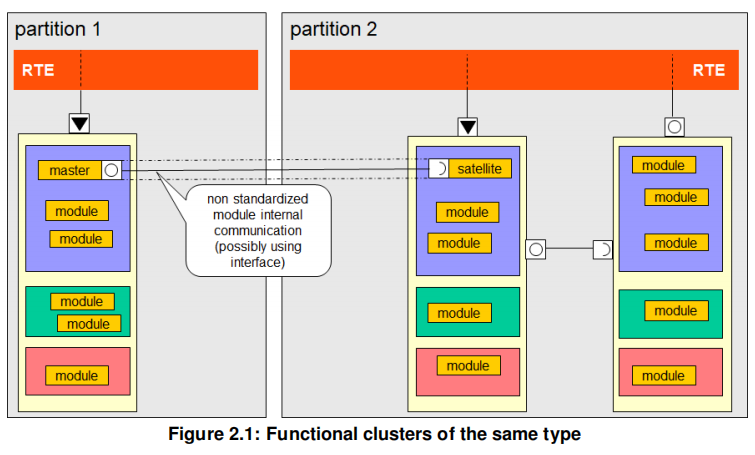 partition 1
partition 2
RTE
RTE
master
satellite
module
module
module
module
module
module
module
non standardized
module internal
communication
(possibly using
interface)
module
module
module
module
module
module
module
module
module
Figure 2.1: Functional clusters of the same type